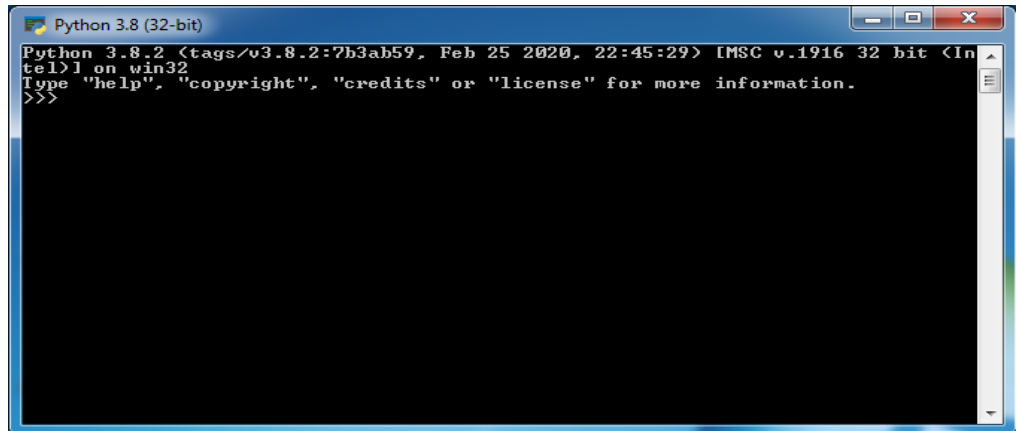 Python 3.8 (32-bit)
Python 3.8.2 (tags/v3.8.2:7b3ab59, Feb 25 2020, 22:45:29) [MSC v.1916 32 bit (In
tel)] on win32
Type "help", "copyright", "credits" or "license" for more information.
>>>